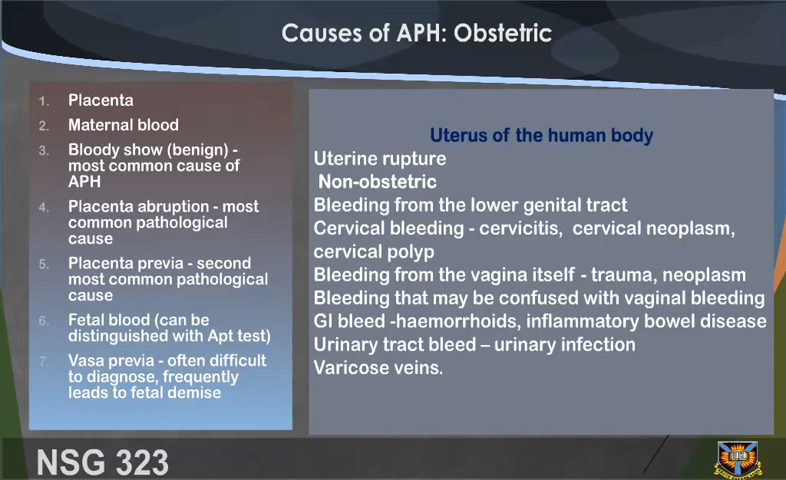 Causes of APH: Obstetric
1. Placenta
2. Maternal blood
3. Bloody show (benign) -
most common cause of
APH
4. Placenta abruption - most
common pathological
cause
5. Placenta previa - second
most common pathological
cause
6. Fetal blood (can be
distinguished with Apt test)
7. Vasa previa - often difficult
to diagnose, frequently
leads to fetal demise
Uterus of the human body
Uterine rupture
Non-obstetric
Bleeding from the lower genital tract
Cervical bleeding - cervicitis, cervical neoplasm,
cervical polyp
Bleeding from the vagina itself - trauma, neoplasm
Bleeding that may be confused with vaginal bleeding
GI bleed -haemorrhoids, inflammatory bowel disease
Urinary tract bleed – urinary infection
Varicose veins.
NSG 323